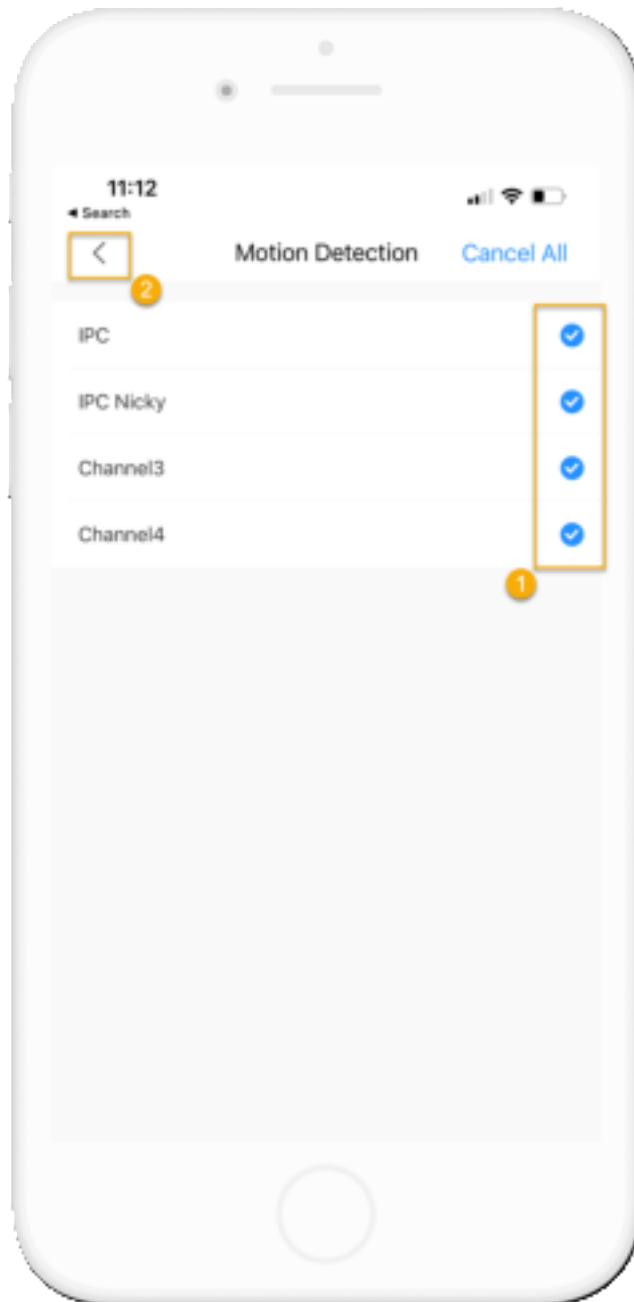 11:12
◀ Search
Motion Detection Cancel All
2
IPC
IPC Nicky
Channel3
Channel4
1